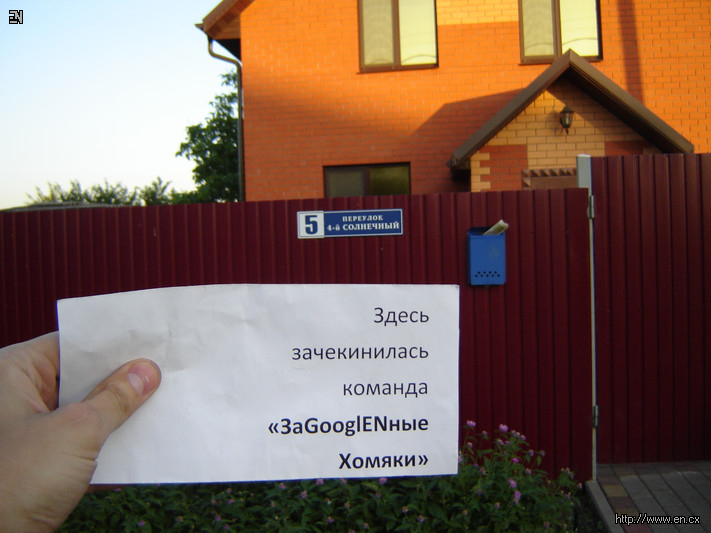 EN
5
ПЕРЕУЛОК
4-й СОЛНЕЧНЫЙ
Здесь
зачекинилась
команда
«ЗаGooglENные
Хомяки»
http://www.en.cx